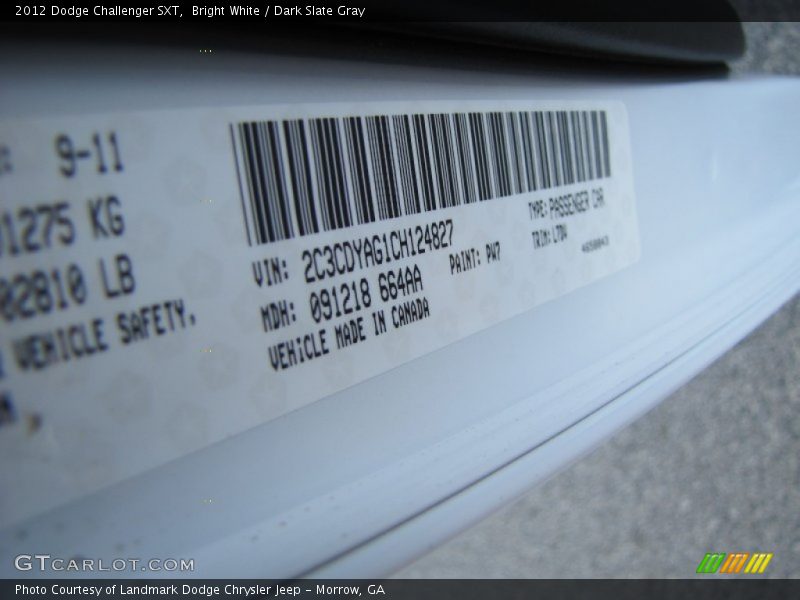 2012 Dodge Challenger SXT,  Bright White / Dark Slate Gray
9-11
1275 KG
02810 LB
VEHICLE SAFETY,
VIN: 2C3CDYAG1CH124827
MDH: 091218 664AA
VEHICLE MADE IN CANADA
PAINT: PW7
TYPE: PASSENGER CAR
TRIM: L7DV
GTCARLOT.COM
Photo Courtesy of Landmark Dodge Chrysler Jeep – Morrow, GA